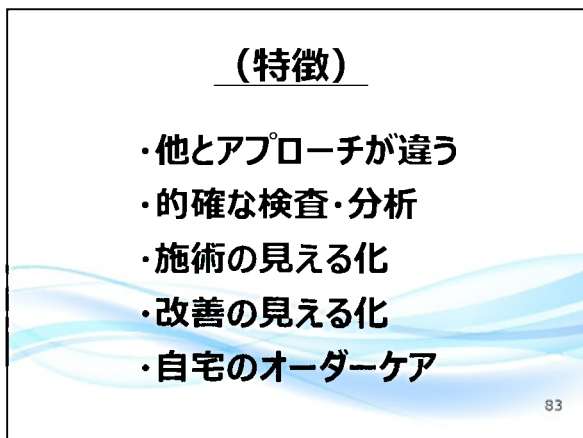 （特徴）
・他とアプローチが違う
・的確な検査・分析
・施術の見える化
・改善の見える化
・自宅のオーダーケア
83